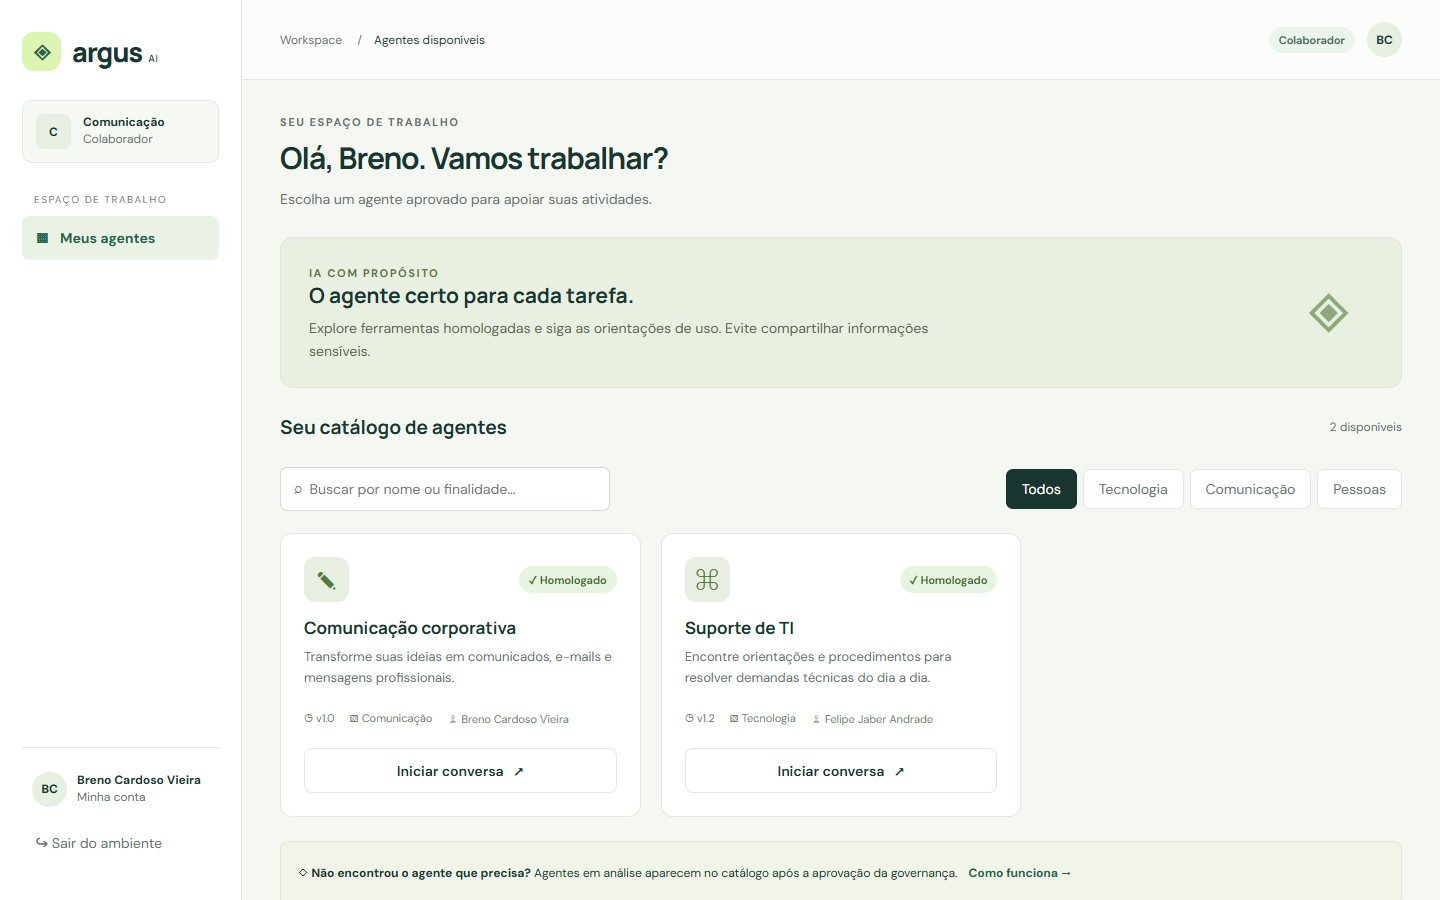 argus AI
C
Comunicação
Colaborador
ESPAÇO DE TRABALHO
Meus agentes
BC
Breno Cardoso Vieira
Minha conta
Sair do ambiente
Workspace / Agentes disponíveis
Colaborador
BC
SEU ESPAÇO DE TRABALHO
Olá, Breno. Vamos trabalhar?
Escolha um agente aprovado para apoiar suas atividades.
IA COM PROPÓSITO
O agente certo para cada tarefa.
Explore ferramentas homologadas e siga as orientações de uso. Evite compartilhar informações
sensíveis.
Seu catálogo de agentes
2 disponíveis
Buscar por nome ou finalidade...
Todos
Tecnologia
Comunicação
Pessoas
✓ Homologado
Comunicação corporativa
Transforme suas ideias em comunicados, e-mails e
mensagens profissionais.
v1.0 Comunicação Breno Cardoso Vieira
Iniciar conversa ↗
✓ Homologado
Suporte de TI
Encontre orientações e procedimentos para
resolver demandas técnicas do dia a dia.
v1.2 Tecnologia Felipe Jaber Andrade
Iniciar conversa ↗
Não encontrou o agente que precisa? Agentes em análise aparecem no catálogo após a aprovação da governança. Como funciona →